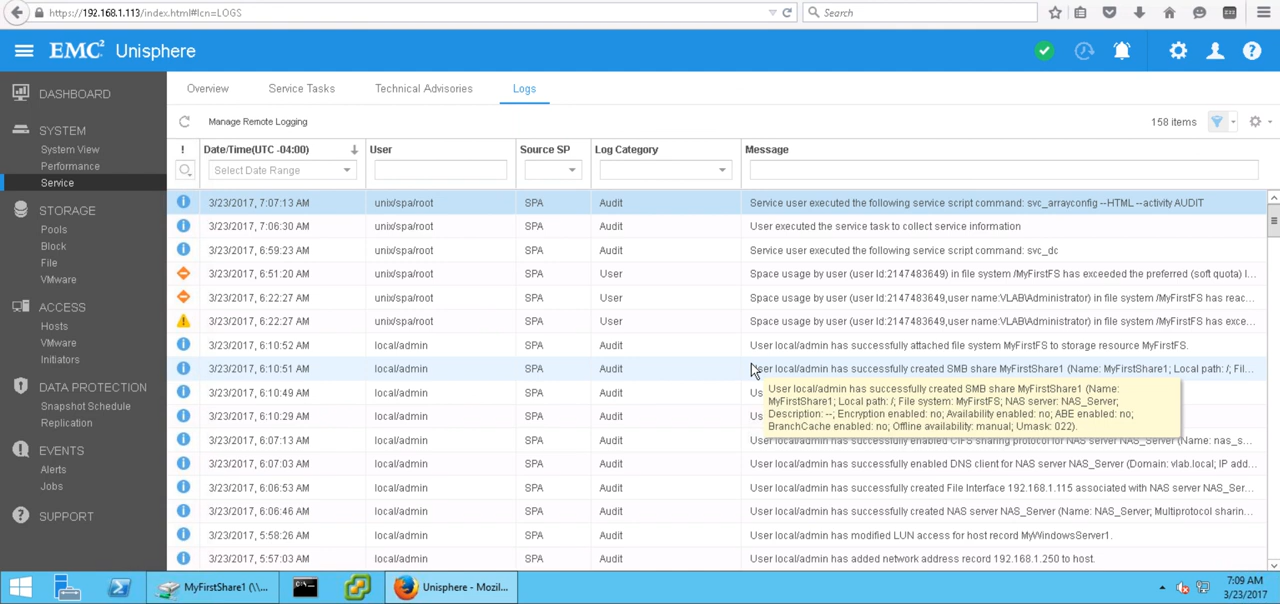 https://192.168.1.113/index.html#lcn=LOGS
Search
EMC² Unisphere
DASHBOARD
SYSTEM
System View
Performance
Service
STORAGE
Pools
Block
File
VMware
ACCESS
Hosts
VMware
Initiators
DATA PROTECTION
Snapshot Schedule
Replication
EVENTS
Alerts
Jobs
SUPPORT
Overview Service Tasks Technical Advisories Logs
Manage Remote Logging 158 items
! Date/Time(UTC -04:00) User Source SP Log Category Message
Select Date Range
3/23/2017, 7:07:13 AM unix/spa/root SPA Audit Service user executed the following service script command: svc_arrayconfig --HTML --activity AUDIT
3/23/2017, 7:06:30 AM unix/spa/root SPA Audit User executed the service task to collect service information
3/23/2017, 6:59:23 AM unix/spa/root SPA Audit Service user executed the following service script command: svc_dc
3/23/2017, 6:51:20 AM unix/spa/root SPA User Space usage by user (user Id:2147483649) in file system /MyFirstFS has exceeded the preferred (soft quota) l...
3/23/2017, 6:22:27 AM unix/spa/root SPA User Space usage by user (user Id:2147483649,user name:VLAB\Administrator) in file system /MyFirstFS has reac...
3/23/2017, 6:22:27 AM unix/spa/root SPA User Space usage by user (user Id:2147483649,user name:VLAB\Administrator) in file system /MyFirstFS has exce...
3/23/2017, 6:10:52 AM local/admin SPA Audit User local/admin has successfully attached file system MyFirstFS to storage resource MyFirstFS.
3/23/2017, 6:10:51 AM local/admin SPA Audit User local/admin has successfully created SMB share MyFirstShare1 (Name: MyFirstShare1; Local path: /; Fil...
3/23/2017, 6:10:49 AM local/admin SPA Audit
3/23/2017, 6:10:29 AM local/admin SPA Audit
User local/admin has successfully created SMB share MyFirstShare1 (Name:
MyFirstShare1; Local path: /; File system: MyFirstFS; NAS server: NAS_Server;
Description: --; Encryption enabled: no; Availability enabled: no; ABE enabled: no;
BranchCache enabled: no; Offline availability: manual; Umask: 022).
3/23/2017, 6:07:13 AM local/admin SPA Audit User local/admin has successfully enabled CIFS sharing protocol for NAS server NAS_Server (Name: nas_s...
3/23/2017, 6:07:03 AM local/admin SPA Audit User local/admin has successfully enabled DNS client for NAS server NAS_Server (Domain: vlab.local; IP add...
3/23/2017, 6:06:53 AM local/admin SPA Audit User local/admin has successfully created File Interface 192.168.1.115 associated with NAS server NAS_Ser...
3/23/2017, 6:06:46 AM local/admin SPA Audit User local/admin has successfully created NAS server NAS_Server (Name: NAS_Server; Multiprotocol sharin...
3/23/2017, 5:58:26 AM local/admin SPA Audit User local/admin has modified LUN access for host record MyWindowsServer1.
3/23/2017, 5:57:03 AM local/admin SPA Audit User local/admin has added network address record 192.168.1.250 to host.
MyFirstShare1 (\\... Unisphere - Mozil...
7:09 AM
3/23/2017